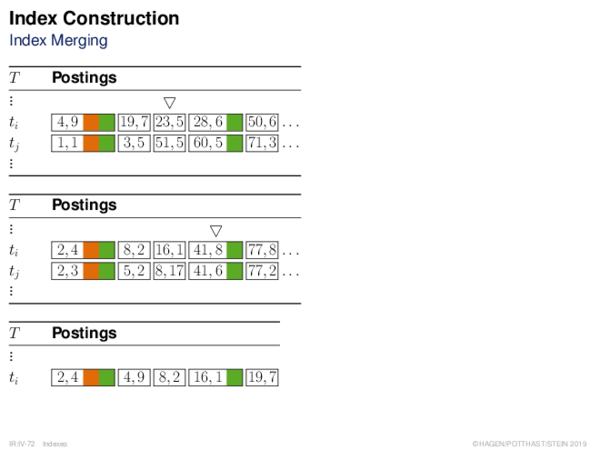 Index Construction
Index Merging
T Postings
⋮ ▽
t_i 4, 9 19, 7 23, 5 28, 6 50, 6 ...
t_j 1, 1 3, 5 51, 5 60, 5 71, 3 ...
⋮
T Postings
⋮ ▽
t_i 2, 4 8, 2 16, 1 41, 8 77, 8 ...
t_j 2, 3 5, 2 8, 17 41, 6 77, 2 ...
⋮
T Postings
⋮
t_i 2, 4 4, 9 8, 2 16, 1 19, 7
IR:IV-72 Indexes ©HAGEN/POTTHAST/STEIN 2019